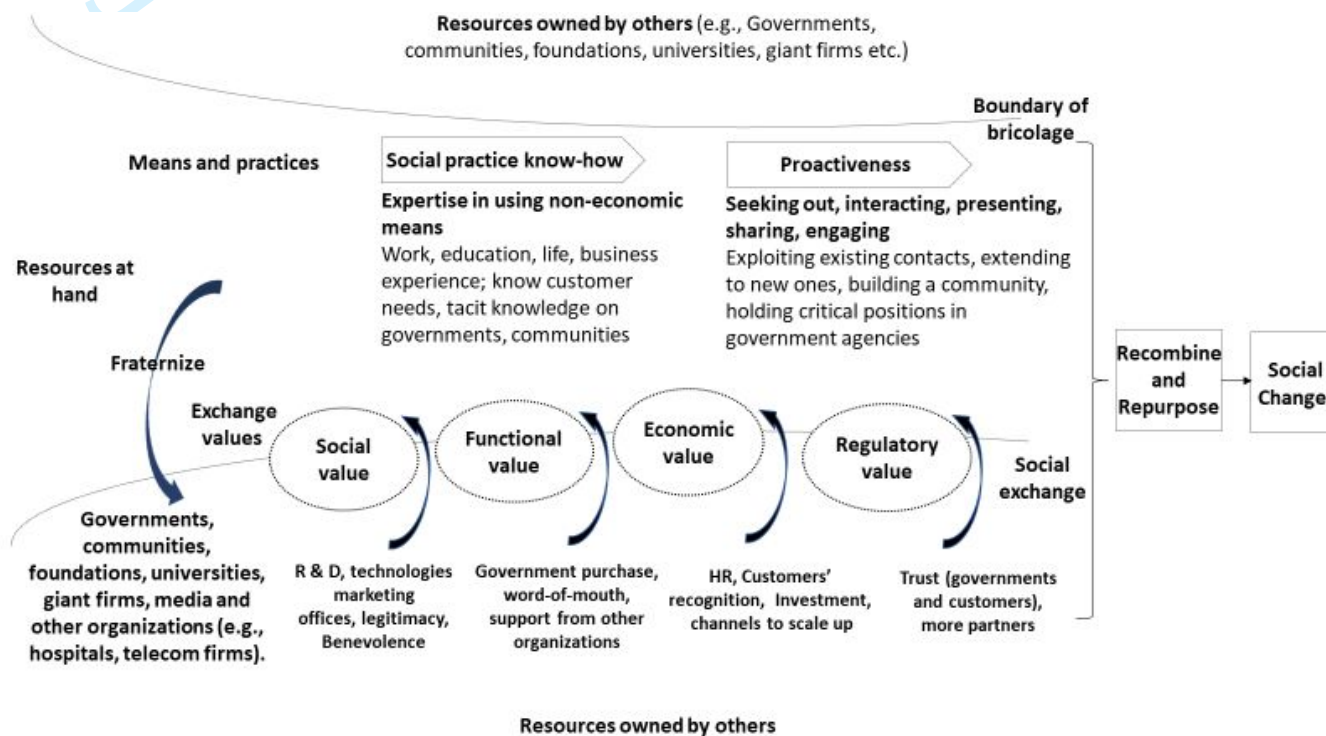 Resources owned by others (e.g., Governments,
communities, foundations, universities, giant firms etc.)
Boundary of
bricolage
Means and practices
Social practice know-how
Proactiveness
Expertise in using non-economic
means
Work, education, life, business
experience; know customer
needs, tacit knowledge on
governments, communities
Seeking out, interacting, presenting,
sharing, engaging
Exploiting existing contacts, extending
to new ones, building a community,
holding critical positions in
government agencies
Resources at
hand
Fraternize
Exchange
values
Social
value
Functional
value
Economic
value
Regulatory
value
Social
exchange
Recombine
and
Repurpose
Social
Change
Governments,
communities,
foundations, universities,
giant firms, media and
other organizations (e.g.,
hospitals, telecom firms).
R & D, technologies
marketing
offices, legitimacy,
Benevolence
Government purchase,
word-of-mouth,
support from other
organizations
HR, Customers’
recognition, Investment,
channels to scale up
Trust (governments
and customers),
more partners
Resources owned by others